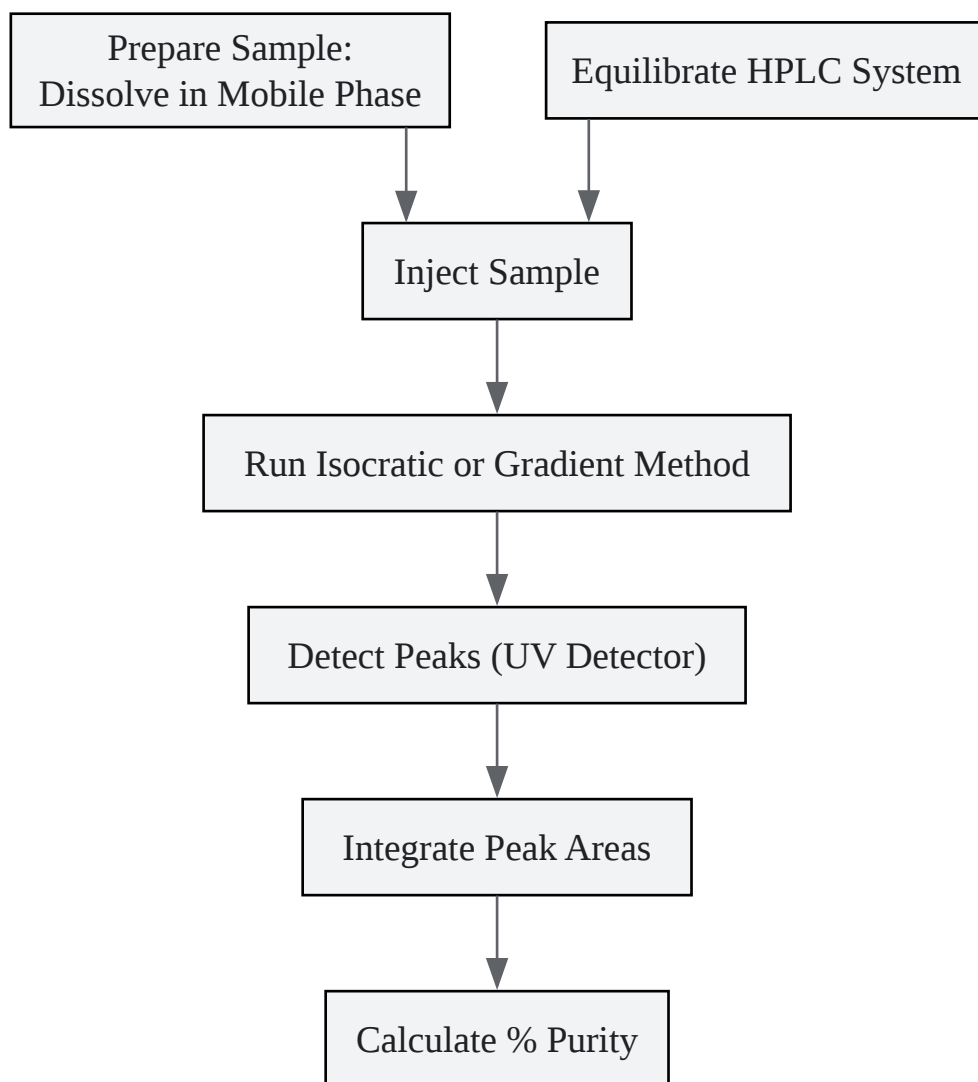 Prepare Sample:
Dissolve in Mobile Phase
Equilibrate HPLC System
Inject Sample
Run Isocratic or Gradient Method
Detect Peaks (UV Detector)
Integrate Peak Areas
Calculate % Purity